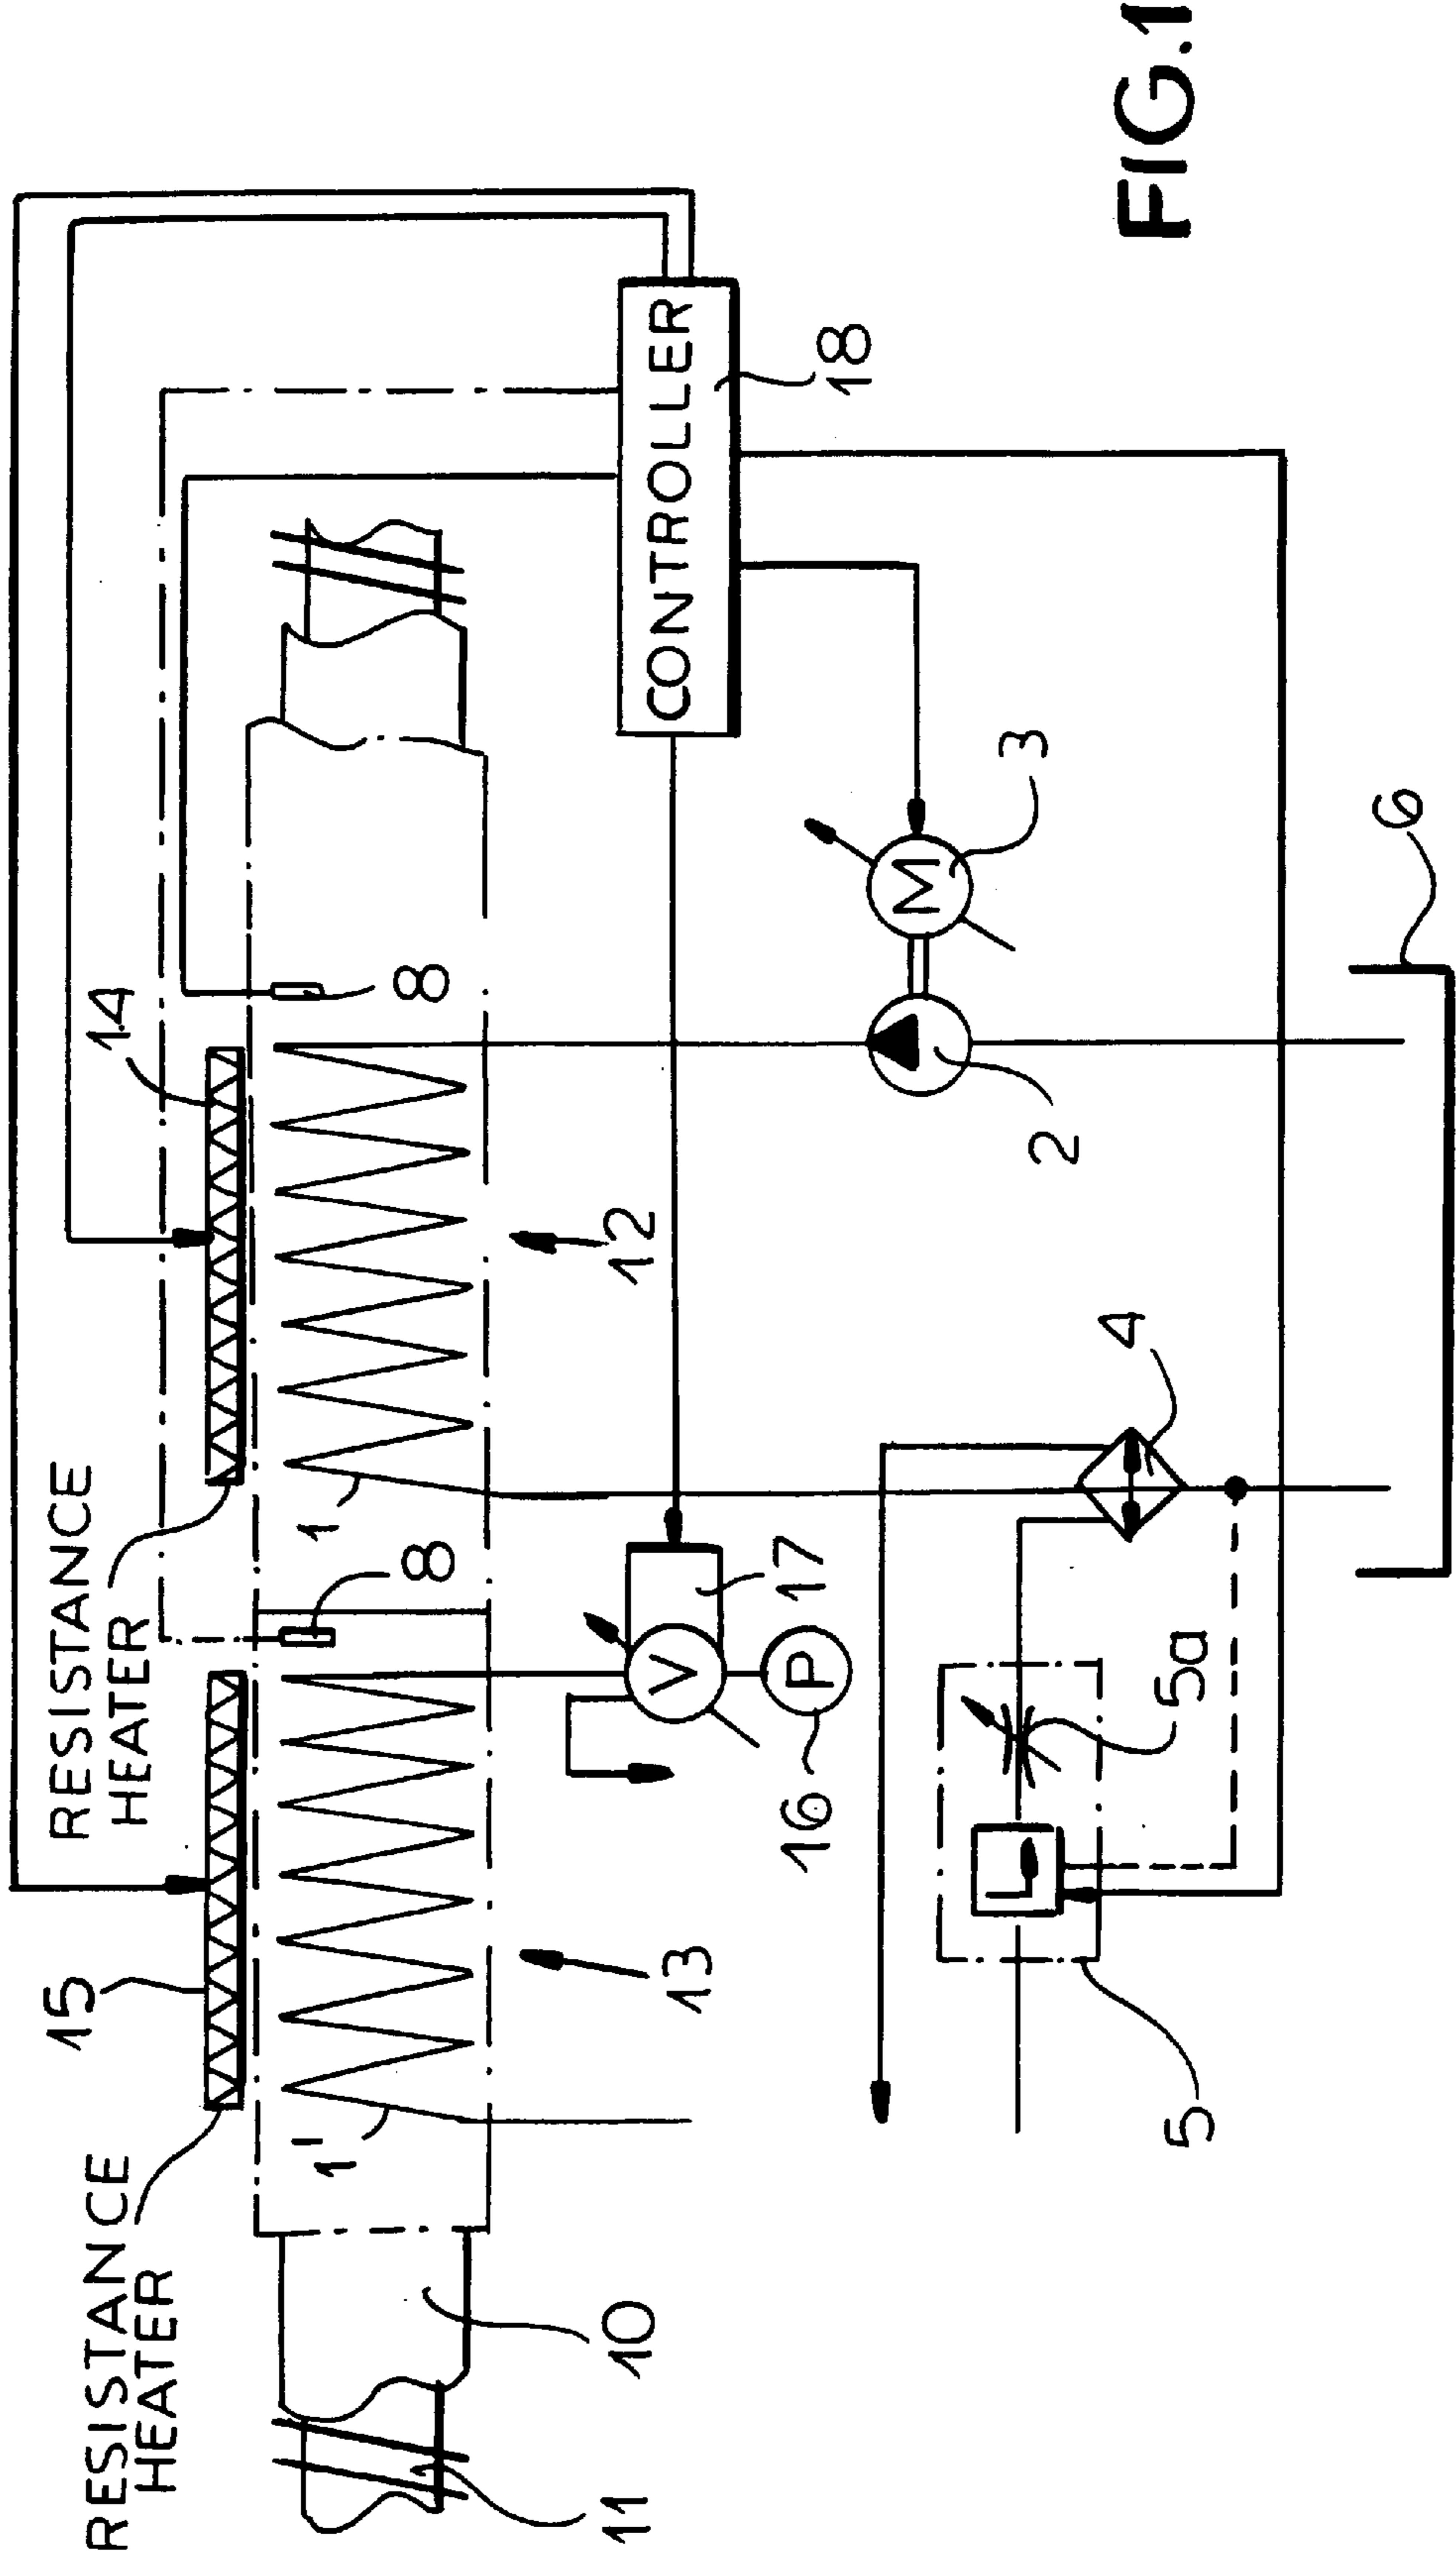 RESISTANCE
HEATER
15
RESISTANCE
HEATER
14
11
10
1'
13
8
1
12
8
16
P
V
17
CONTROLLER
18
5
5a
4
2
M
3
6
FIG.1